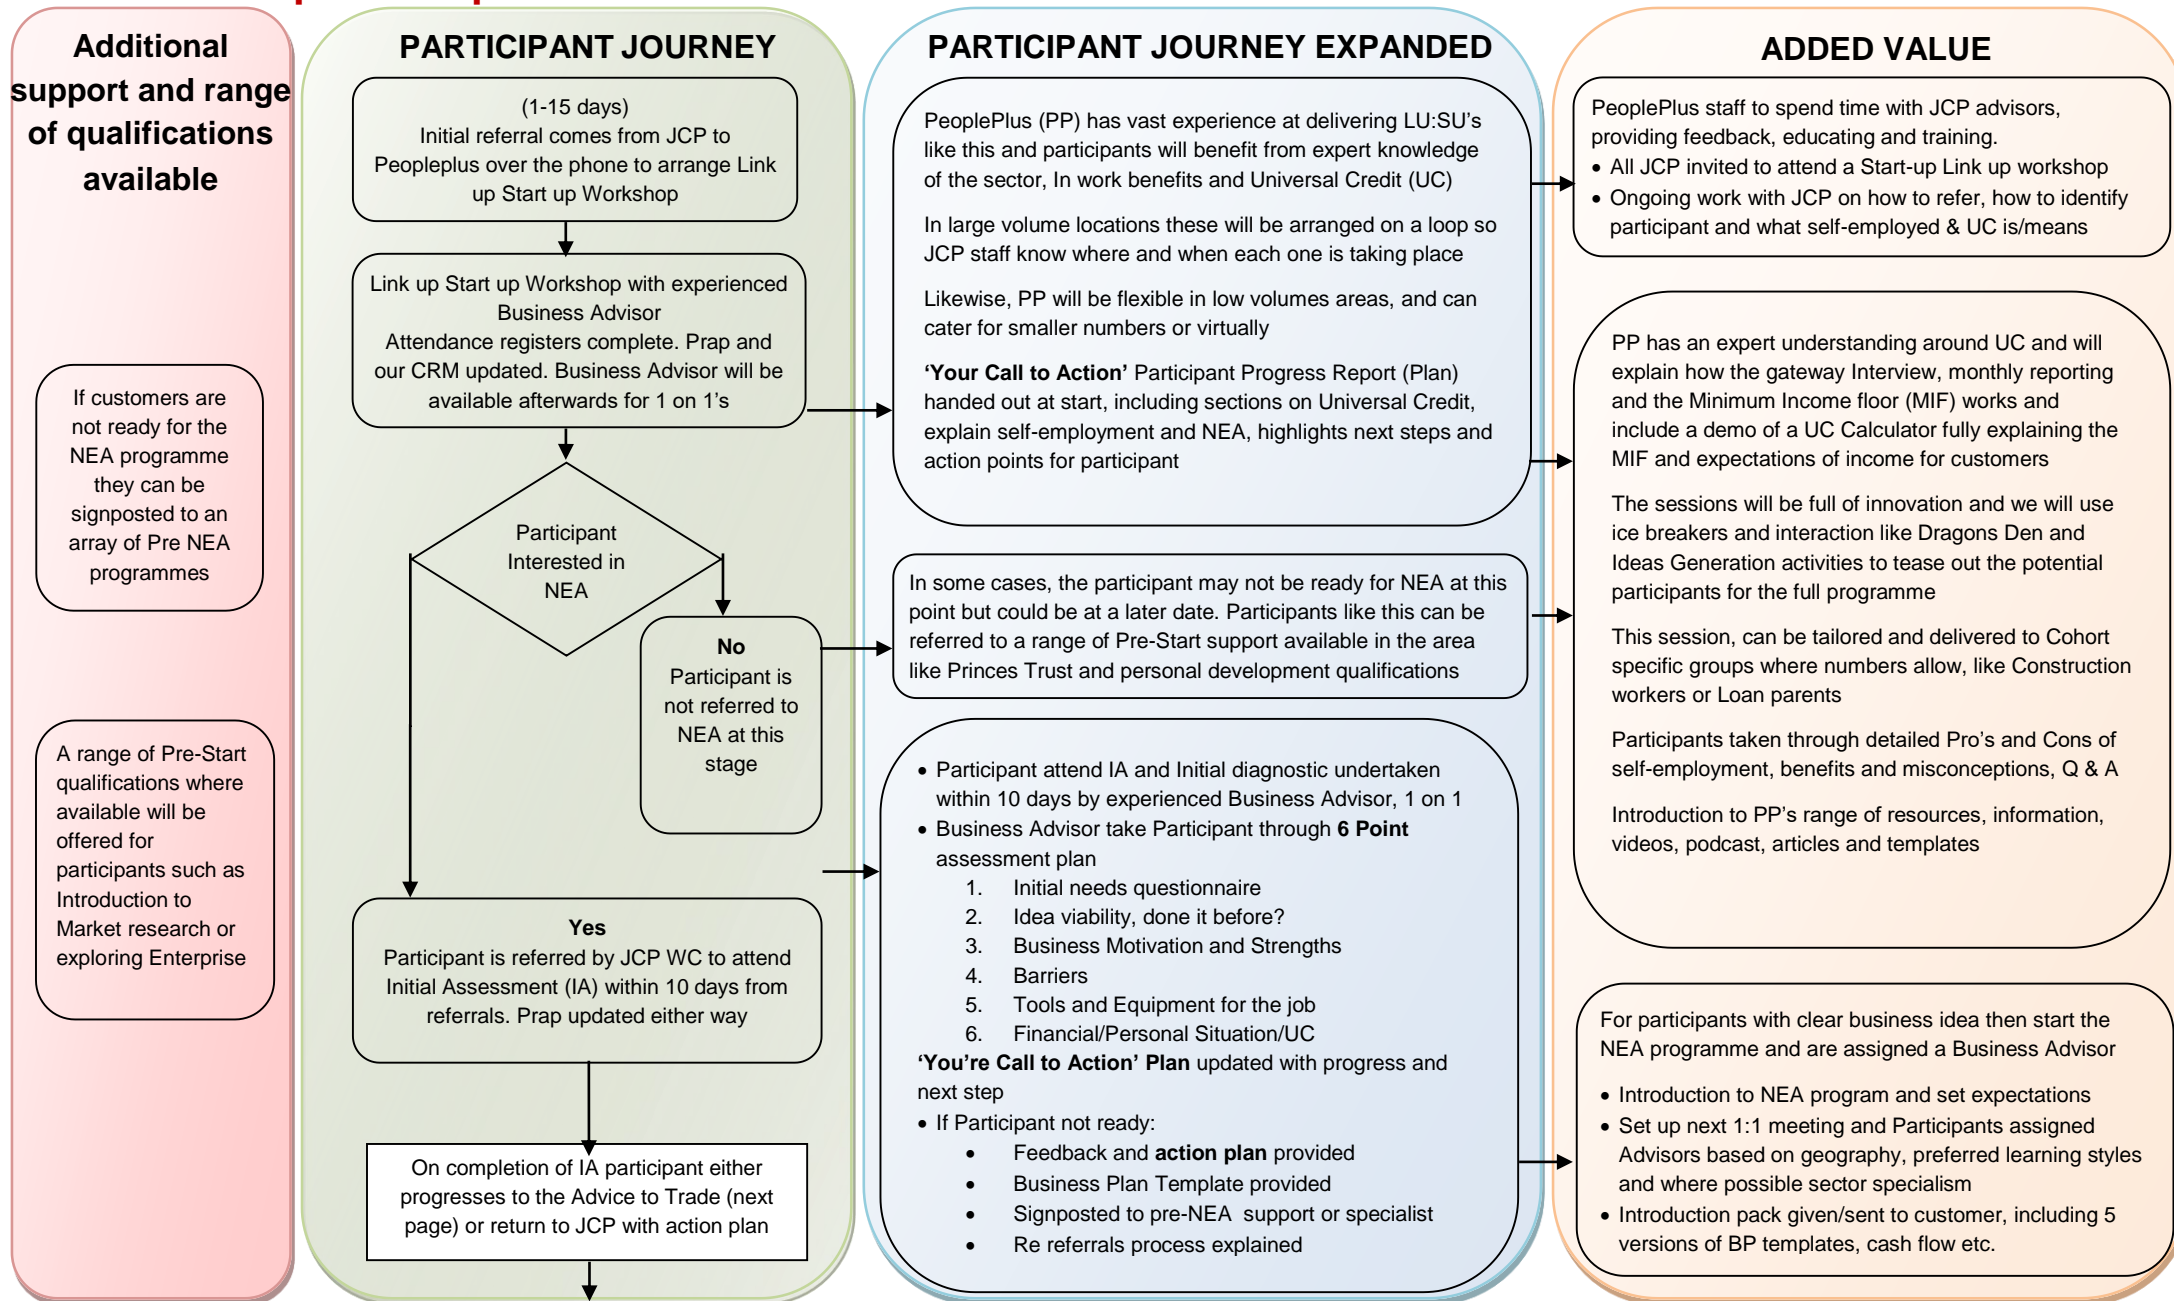 Additional
support and range
of qualifications
available
If customers are
not ready for the
NEA programme
they can be
signposted to an
array of Pre NEA
programmes
A range of Pre-Start
qualifications where
available will be
offered for
participants such as
Introduction to
Market research or
exploring Enterprise
PARTICIPANT JOURNEY
(1-15 days)
Initial referral comes from JCP to
Peopleplus over the phone to arrange Link
up Start up Workshop
Link up Start up Workshop with experienced
Business Advisor
Attendance registers complete. Prap and
our CRM updated. Business Advisor will be
available afterwards for 1 on 1's
Participant
Interested in
NEA
No
Participant is
not referred to
NEA at this
stage
Yes
Participant is referred by JCP WC to attend
Initial Assessment (IA) within 10 days from
referrals. Prap updated either way
On completion of IA participant either
progresses to the Advice to Trade (next
page) or return to JCP with action plan
PARTICIPANT JOURNEY EXPANDED
PeoplePlus (PP) has vast experience at delivering LU:SU's
like this and participants will benefit from expert knowledge
of the sector, In work benefits and Universal Credit (UC)
In large volume locations these will be arranged on a loop so
JCP staff know where and when each one is taking place
Likewise, PP will be flexible in low volumes areas, and can
cater for smaller numbers or virtually
‘Your Call to Action’ Participant Progress Report (Plan)
handed out at start, including sections on Universal Credit,
explain self-employment and NEA, highlights next steps and
action points for participant
In some cases, the participant may not be ready for NEA at this
point but could be at a later date. Participants like this can be
referred to a range of Pre-Start support available in the area
like Princes Trust and personal development qualifications
• Participant attend IA and Initial diagnostic undertaken
within 10 days by experienced Business Advisor, 1 on 1
• Business Advisor take Participant through 6 Point
assessment plan
1. Initial needs questionnaire
2. Idea viability, done it before?
3. Business Motivation and Strengths
4. Barriers
5. Tools and Equipment for the job
6. Financial/Personal Situation/UC
‘You’re Call to Action’ Plan updated with progress and
next step
• If Participant not ready:
• Feedback and action plan provided
• Business Plan Template provided
• Signposted to pre-NEA support or specialist
• Re referrals process explained
ADDED VALUE
PeoplePlus staff to spend time with JCP advisors,
providing feedback, educating and training.
• All JCP invited to attend a Start-up Link up workshop
• Ongoing work with JCP on how to refer, how to identify
participant and what self-employed & UC is/means
PP has an expert understanding around UC and will
explain how the gateway Interview, monthly reporting
and the Minimum Income floor (MIF) works and
include a demo of a UC Calculator fully explaining the
MIF and expectations of income for customers
The sessions will be full of innovation and we will use
ice breakers and interaction like Dragons Den and
Ideas Generation activities to tease out the potential
participants for the full programme
This session, can be tailored and delivered to Cohort
specific groups where numbers allow, like Construction
workers or Loan parents
Participants taken through detailed Pro's and Cons of
self-employment, benefits and misconceptions, Q & A
Introduction to PP's range of resources, information,
videos, podcast, articles and templates
For participants with clear business idea then start the
NEA programme and are assigned a Business Advisor
• Introduction to NEA program and set expectations
• Set up next 1:1 meeting and Participants assigned
Advisors based on geography, preferred learning styles
and where possible sector specialism
• Introduction pack given/sent to customer, including 5
versions of BP templates, cash flow etc.